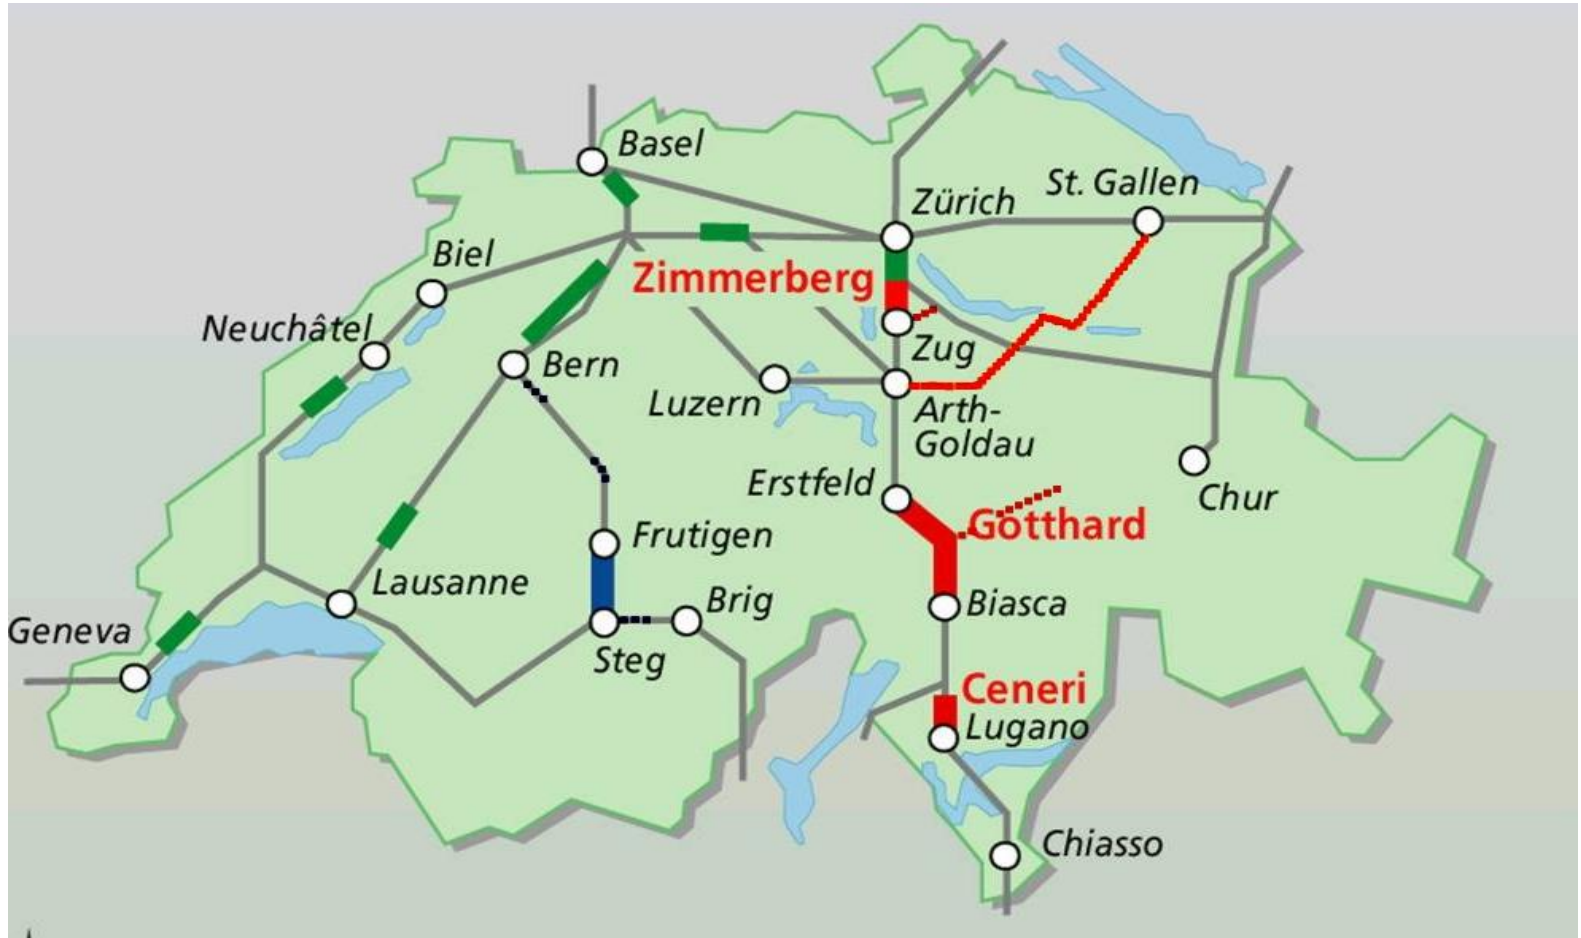 Basel
St. Gallen
Zürich
Biel
Zimmerberg
Neuchâtel
Zug
Bern
Luzern
Arth-
Goldau
Erstfeld
Chur
Gotthard
Frutigen
Lausanne
Brig
Biasca
Geneva
Steg
Ceneri
Lugano
Chiasso